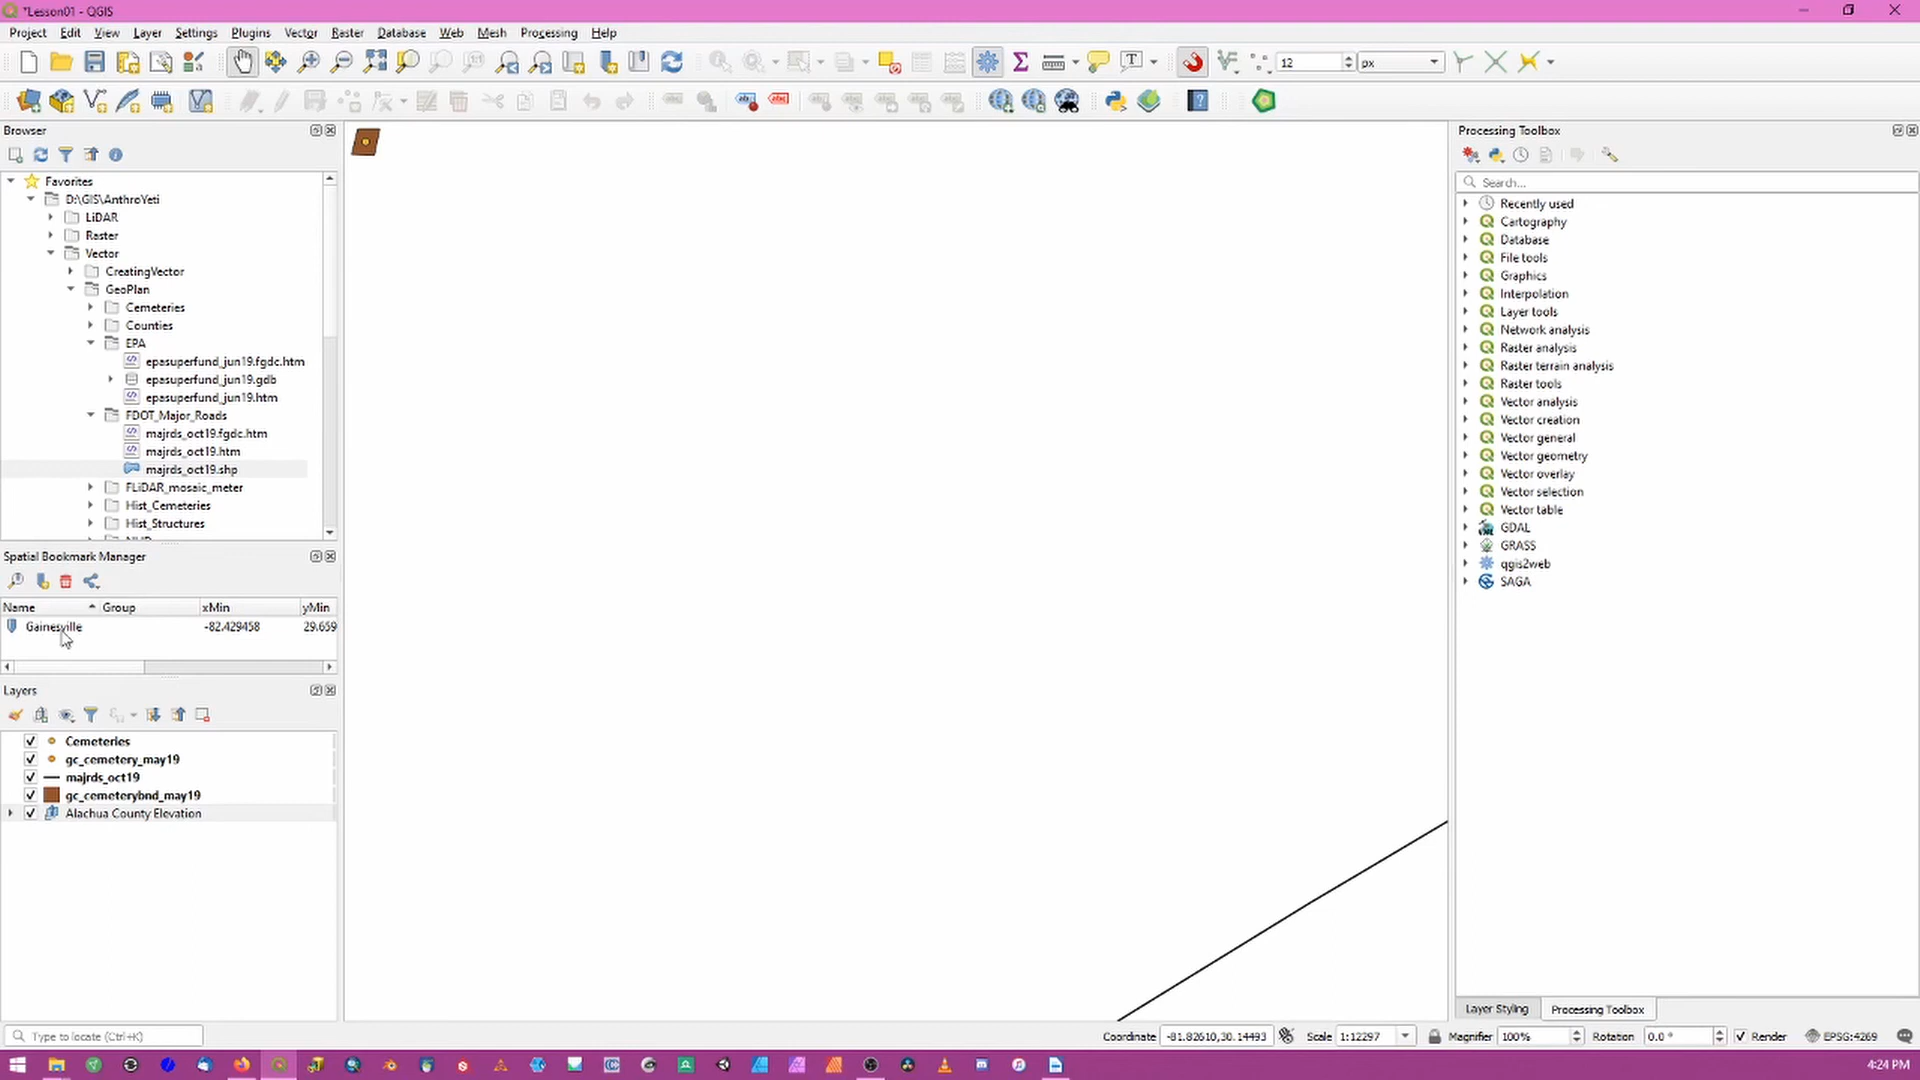 *Lesson01 - QGIS
Project Edit View Layer Settings Plugins Vector Raster Database Web Mesh Processing Help
12 px
Browser
Favorites
D:\GIS\AnthroYeti
LiDAR
Raster
Vector
CreatingVector
GeoPlan
Cemeteries
Counties
EPA
epasuperfund_jun19.fgdc.htm
epasuperfund_jun19.gdb
epasuperfund_jun19.htm
FDOT_Major_Roads
majrds_oct19.fgdc.htm
majrds_oct19.htm
majrds_oct19.shp
FLiDAR_mosaic_meter
Hist_Cemeteries
Hist_Structures
Spatial Bookmark Manager
Name Group xMin yMin
Gainesville -82.429458 29.659
Layers
Cemeteries
gc_cemetery_may19
majrds_oct19
gc_cemeterybnd_may19
Alachua County Elevation
Type to locate (Ctrl+K)
Processing Toolbox
Search...
Recently used
Cartography
Database
File tools
Graphics
Interpolation
Layer tools
Network analysis
Raster analysis
Raster terrain analysis
Raster tools
Vector analysis
Vector creation
Vector general
Vector geometry
Vector overlay
Vector selection
Vector table
GDAL
GRASS
qgis2web
SAGA
Layer Styling Processing Toolbox
Coordinate -81.82610,30.14493 Scale 1:12297 Magnifier 100% Rotation 0.0 ° Render EPSG:4269
4:24 PM